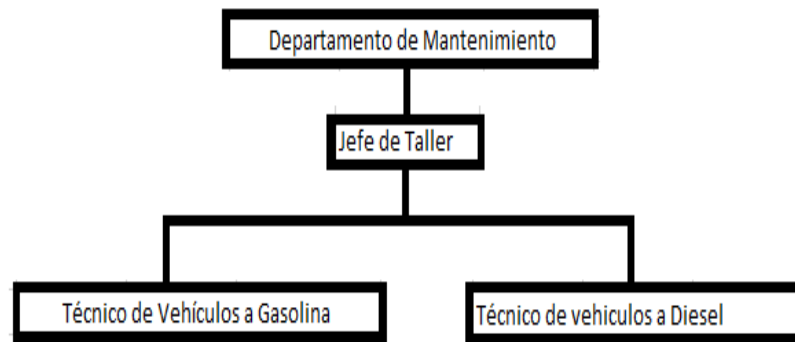 Departamento de Mantenimiento
Jefe de Taller
Técnico de Vehículos a Gasolina
Técnico de vehiculos a Diesel